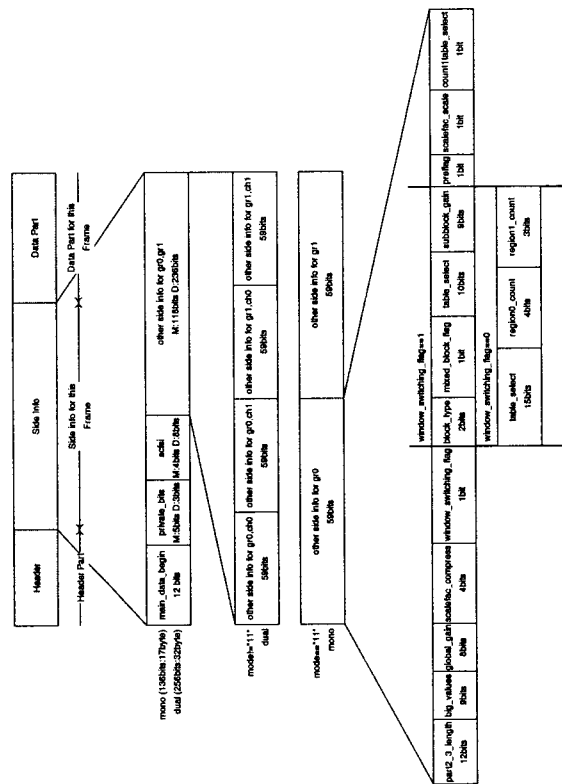 Header
Side Info
Data Part
Header Part
Side info for this
Frame
Data Part for this
Frame
mono (136bits:17byte)
dual (256bits:32byte)
main_data_begin
12 bits
private_bits
M:5bits D:3bits
scfsi
M:4bits D:8bits
other side info for gr0,gr1
M:118bits D:236bits
mode!="11"
dual
other side info for gr0,ch0
59bits
other side info for gr0,ch1
59bits
other side info for gr1,ch0
59bits
other side info for gr1,ch1
59bits
mode=="11"
mono
other side info for gr0
59bits
other side info for gr1
59bits
window_switching_flag==1
part2_3_length
12bits
big_values
9bits
global_gain
8bits
scalefac_compress
4bits
window_switching_flag
1bit
block_type
2bits
mixed_block_flag
1bit
table_select
10bits
subblock_gain
9bits
preflag
1bit
scalefac_scale
1bit
count1table_select
1bit
window_switching_flag==0
table_select
15bits
region0_count
4bits
region1_count
3bits